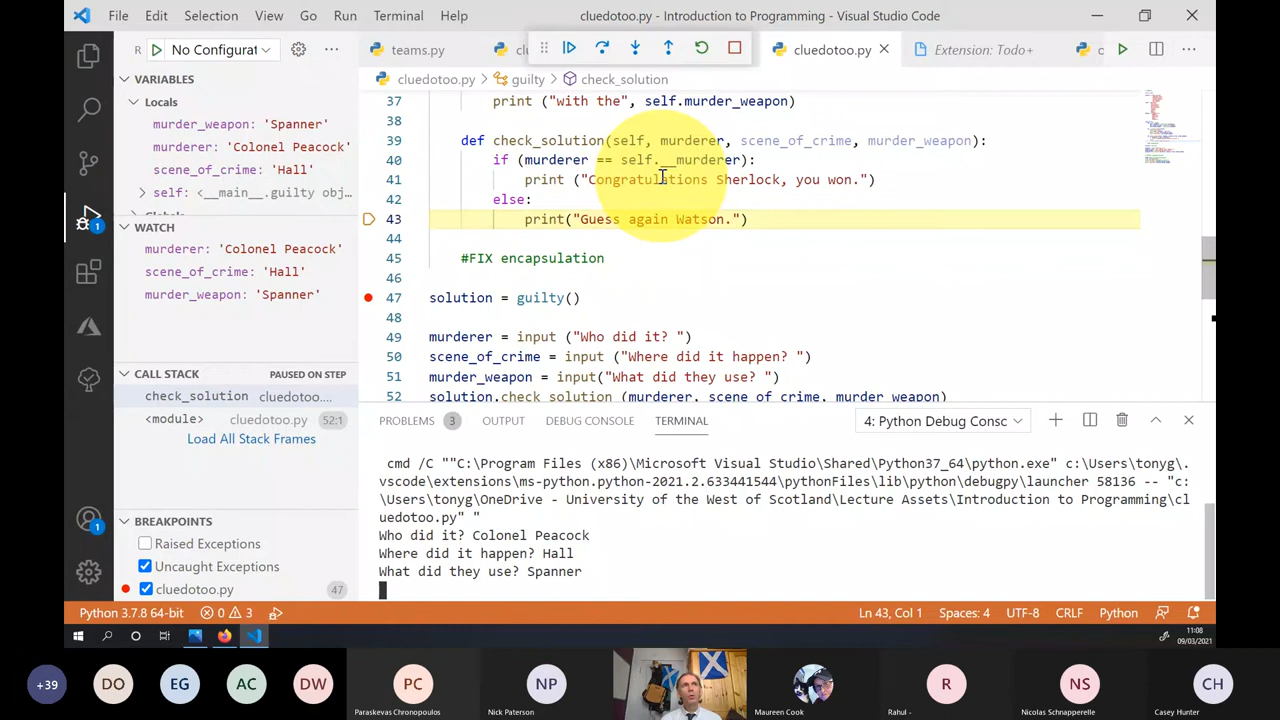 File Edit Selection View Go Run Terminal Help cluedotoo.py - Introduction to Programming - Visual Studio Code
R No Configurat teams.py cluedotoo.py Extension: Todo+
VARIABLES
Locals
murder_weapon: 'Spanner'
murderer: 'Colonel Peacock'
scene_of_crime: 'Hall'
self: <__main__.guilty obj…
WATCH
murderer: 'Colonel Peacock'
scene_of_crime: 'Hall'
murder_weapon: 'Spanner'
CALL STACK PAUSED ON STEP
check_solution cluedotoo....
<module> cluedotoo.py 52:1
Load All Stack Frames
BREAKPOINTS
Raised Exceptions
Uncaught Exceptions
cluedotoo.py 47
cluedotoo.py > guilty > check_solution
37 print ("with the", self.murder_weapon)
38
39 def check_solution(self, murderer, scene_of_crime, murder_weapon):
40 if (murderer == self.__murderer):
41 print ("Congratulations Sherlock, you won.")
42 else:
43 print("Guess again Watson.")
44
45 #FIX encapsulation
46
47 solution = guilty()
48
49 murderer = input ("Who did it? ")
50 scene_of_crime = input ("Where did it happen? ")
51 murder_weapon = input("What did they use? ")
52 solution.check_solution (murderer, scene_of_crime, murder_weapon)
PROBLEMS 3 OUTPUT DEBUG CONSOLE TERMINAL 4: Python Debug Consc
cmd /C ""C:\Program Files (x86)\Microsoft Visual Studio\Shared\Python37_64\python.exe" c:\Users\tonyg\.
vscode\extensions\ms-python.python-2021.2.633441544\pythonFiles\lib\python\debugpy\launcher 58136 -- "c:
\Users\tonyg\OneDrive - University of the West of Scotland\Lecture Assets\Introduction to Programming\cl
uedotoo.py" "
Who did it? Colonel Peacock
Where did it happen? Hall
What did they use? Spanner
Python 3.7.8 64-bit 0 3 Ln 43, Col 1 Spaces: 4 UTF-8 CRLF Python
11:08
09/03/2021
+39 DO EG AC DW PC NP R NS CH
Paraskevas Chronopoulos Nick Paterson Maureen Cook Rahul - Nicolas Schnapperelle Casey Hunter